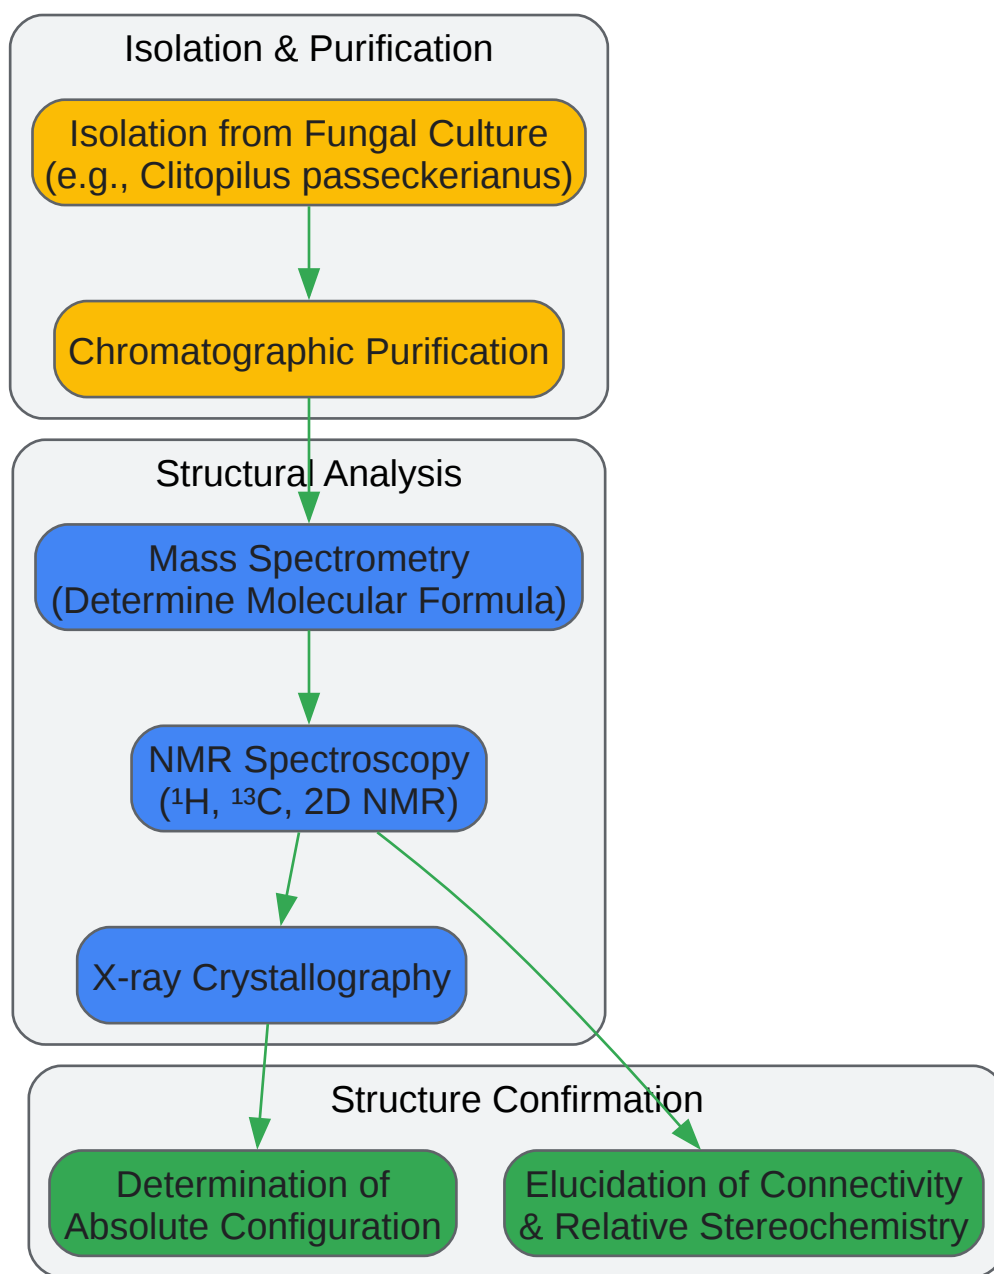 Isolation & Purification
Isolation from Fungal Culture
(e.g., Clitopilus passeckerianus)
Chromatographic Purification
Structural Analysis
Mass Spectrometry
(Determine Molecular Formula)
NMR Spectroscopy
(¹H, ¹³C, 2D NMR)
X-ray Crystallography
Structure Confirmation
Determination of
Absolute Configuration
Elucidation of Connectivity
& Relative Stereochemistry